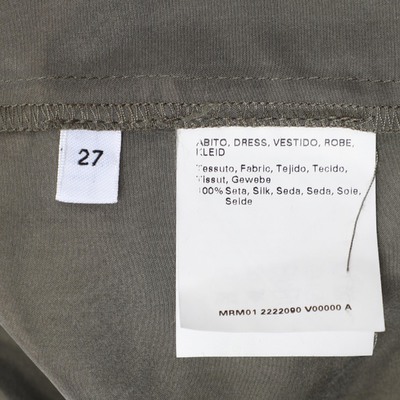 27
ABITO, DRESS, VESTIDO, ROBE,
KLEID
Tessuto, Fabric, Tejido, Tecido,
Tissut, Gewebe
100% Seta, Silk, Seda, Seda, Soie,
Seide
MRM01 2222090 V00000 A